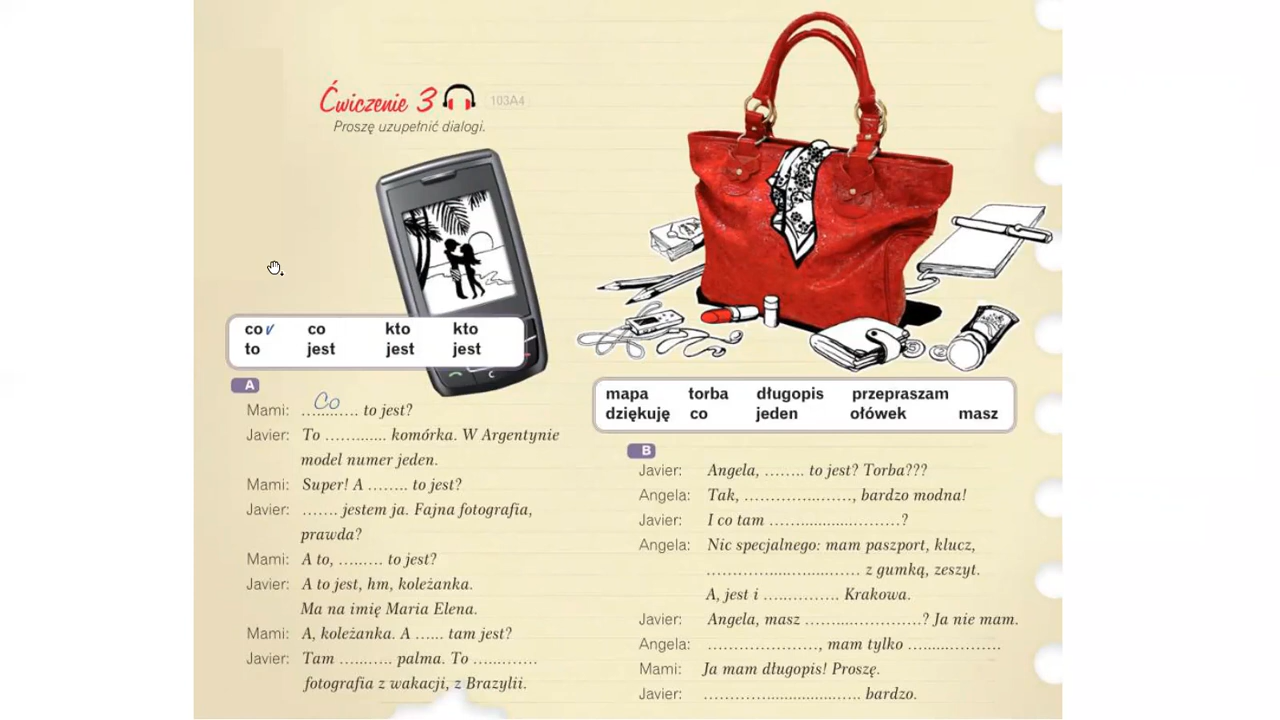 Ćwiczenie 3
103A4
Proszę uzupełnić dialogi.
co✓ co kto kto
to jest jest jest
A
Mami: ....Co.... to jest?
Javier: To ............ komórka. W Argentynie
model numer jeden.
Mami: Super! A ........ to jest?
Javier: ....... jestem ja. Fajna fotografia,
prawda?
Mami: A to, .......... to jest?
Javier: A to jest, hm, koleżanka.
Ma na imię Maria Elena.
Mami: A, koleżanka. A ...... tam jest?
Javier: Tam .......... palma. To ............
fotografia z wakacji, z Brazylii.
mapa torba długopis przepraszam
dziękuję co jeden ołówek masz
B
Javier: Angela, ........ to jest? Torba???
Angela: Tak, ......................, bardzo modna!
Javier: I co tam ............................?
Angela: Nic specjalnego: mam paszport, klucz,
............................... z gumką, zeszyt.
A, jest i ............... Krakowa.
Javier: Angela, masz ........................? Ja nie mam.
Angela: ......................, mam tylko ...................
Mami: Ja mam długopis! Proszę.
Javier: ............................... bardzo.